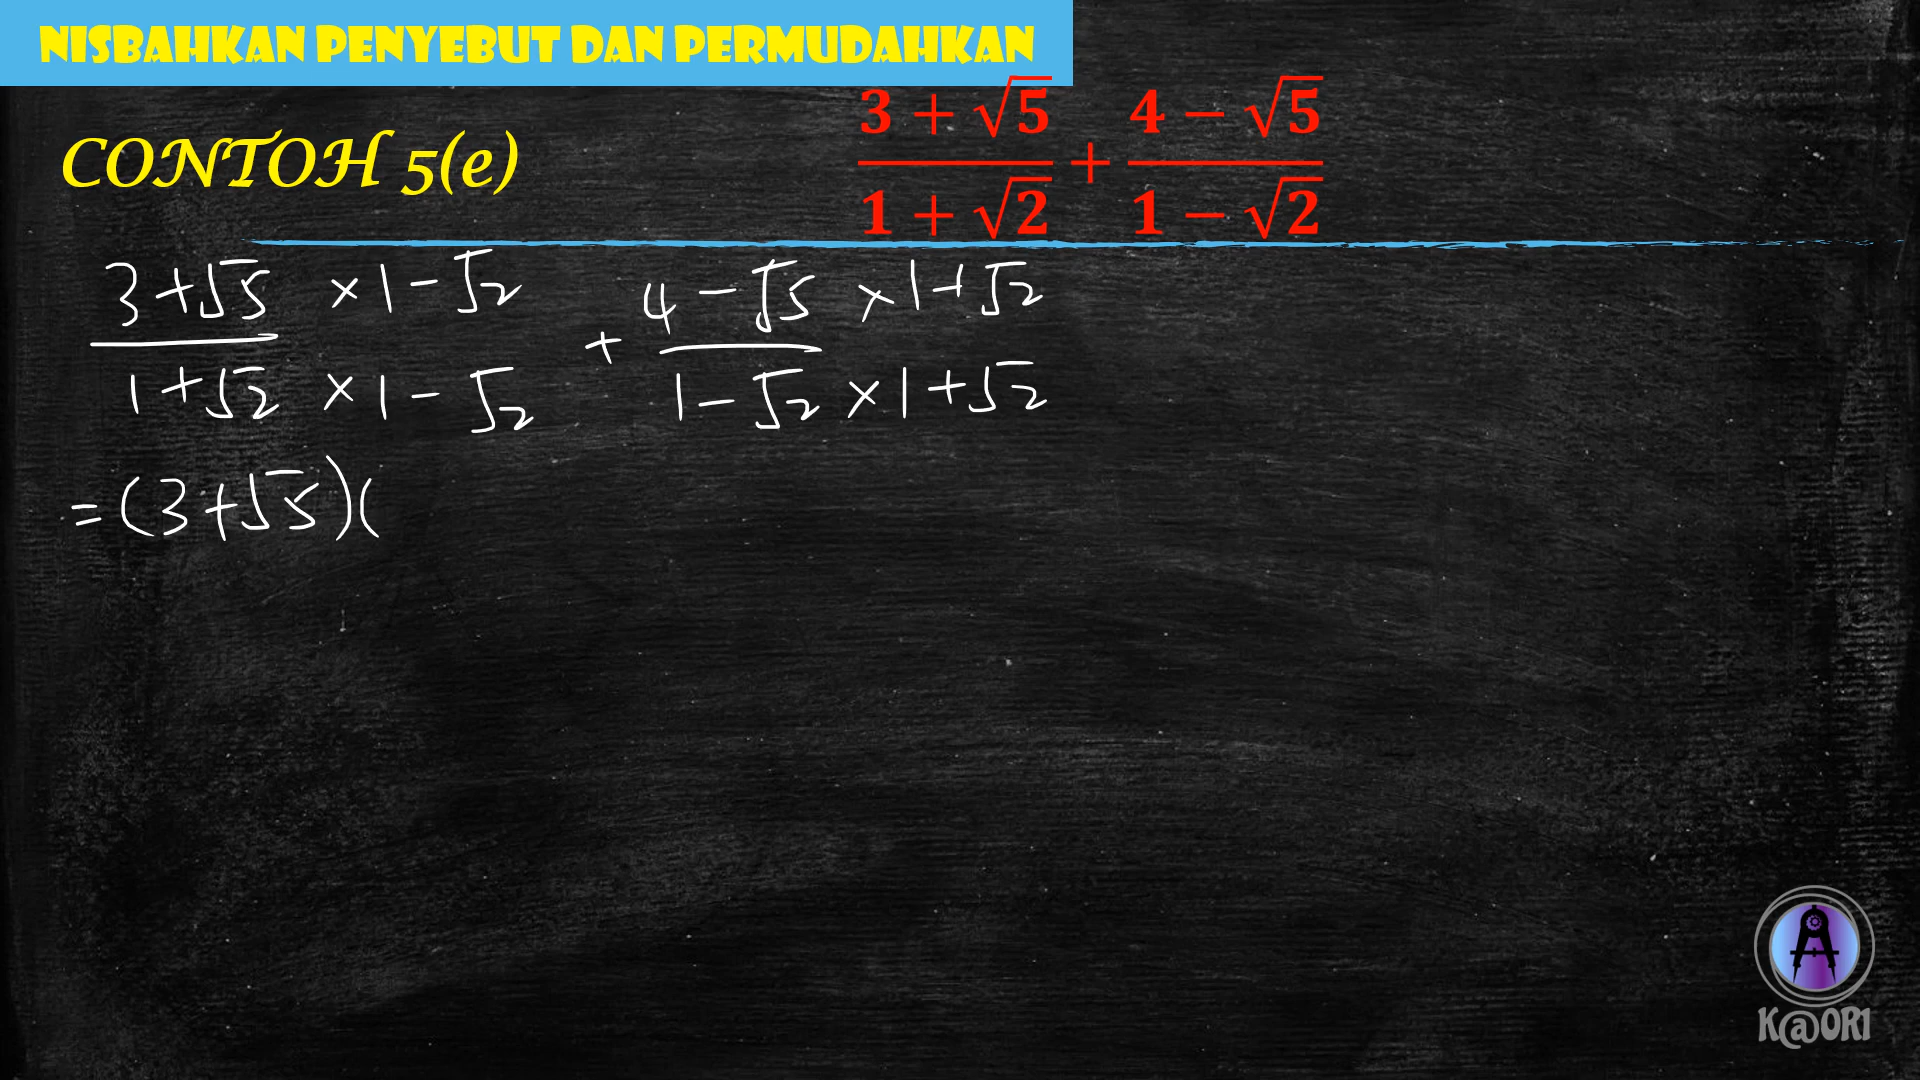 NISBAHKAN PENYEBUT DAN PERMUDAHKAN
CONTOH 5(e)
3 + √5 4 − √5
+
1 + √2 1 − √2
3+√5 ×1-√2 4-√5 ×1+√2
+
1+√2 ×1-√2 1-√2 ×1+√2
=(3+√5)(
K@ORI